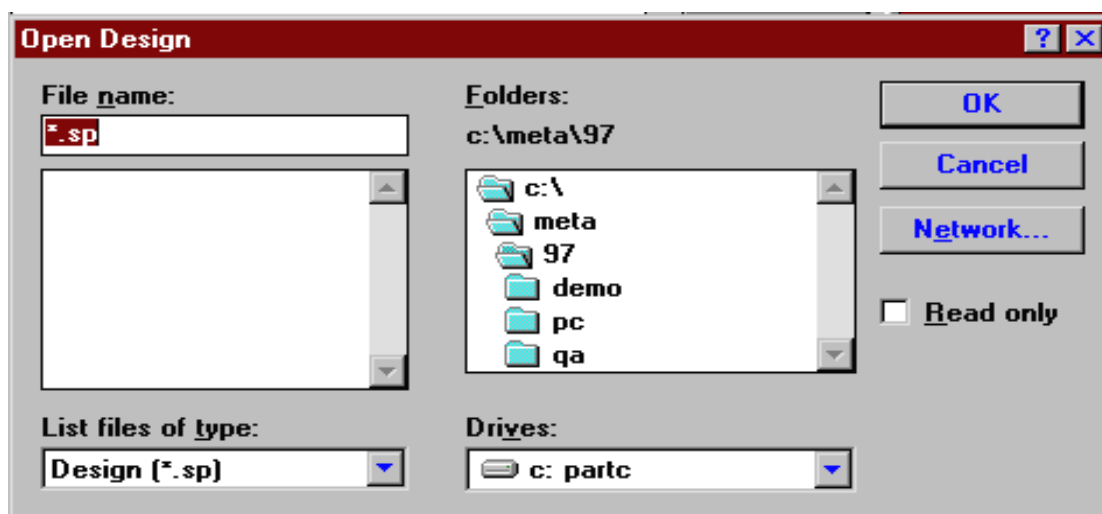 Open Design
File name:
*.sp
List files of type:
Design (*.sp)
Folders:
c:\meta\97
c:\
meta
97
demo
pc
qa
Drives:
c: partc
OK
Cancel
Network...
Read only